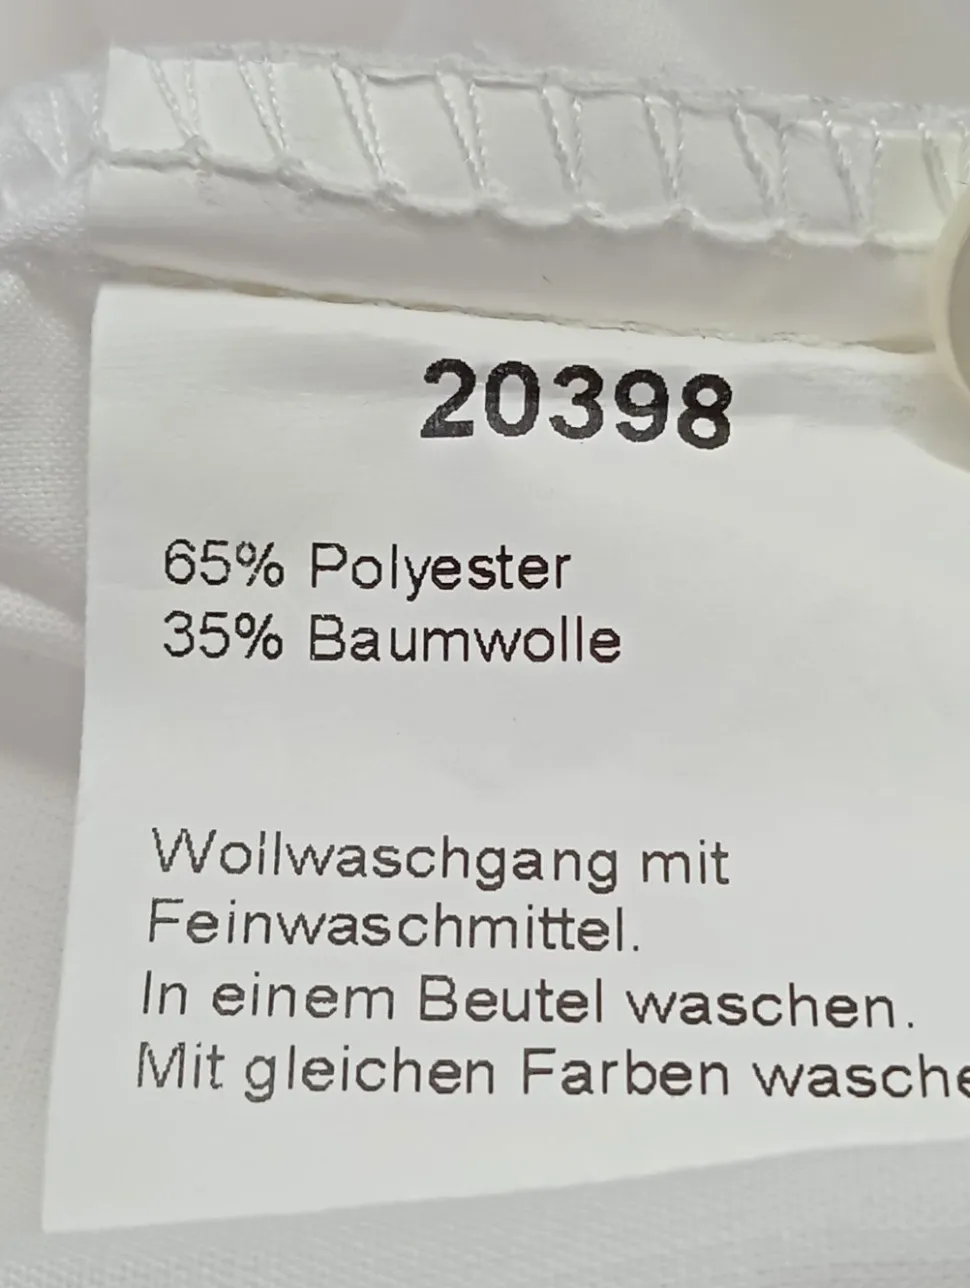 20398
65% Polyester
35% Baumwolle
Wollwaschgang mit
Feinwaschmittel.
In einem Beutel waschen.
Mit gleichen Farben wasche